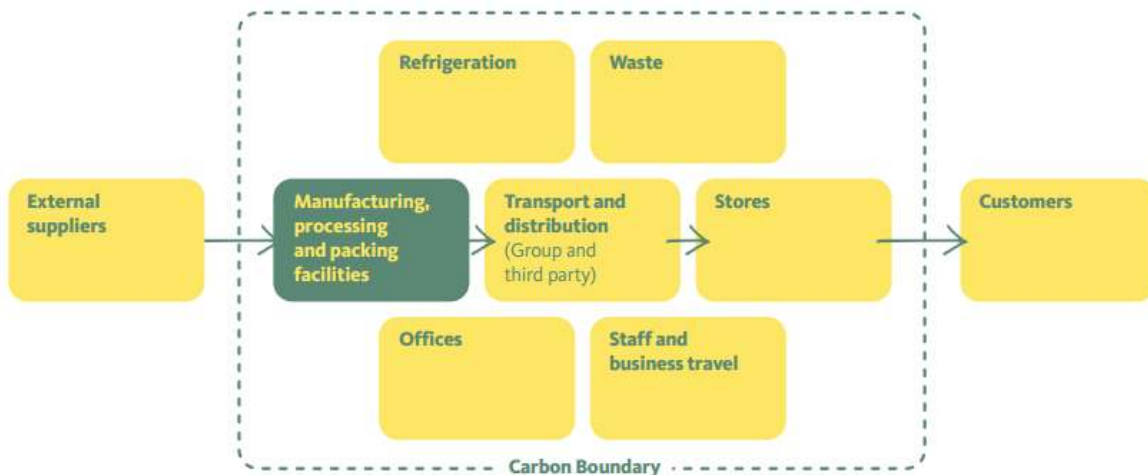 Refrigeration
Waste
External
suppliers
Manufacturing,
processing
and packing
facilities
Transport and
distribution
(Group and
third party)
Stores
Customers
Offices
Staff and
business travel
Carbon Boundary